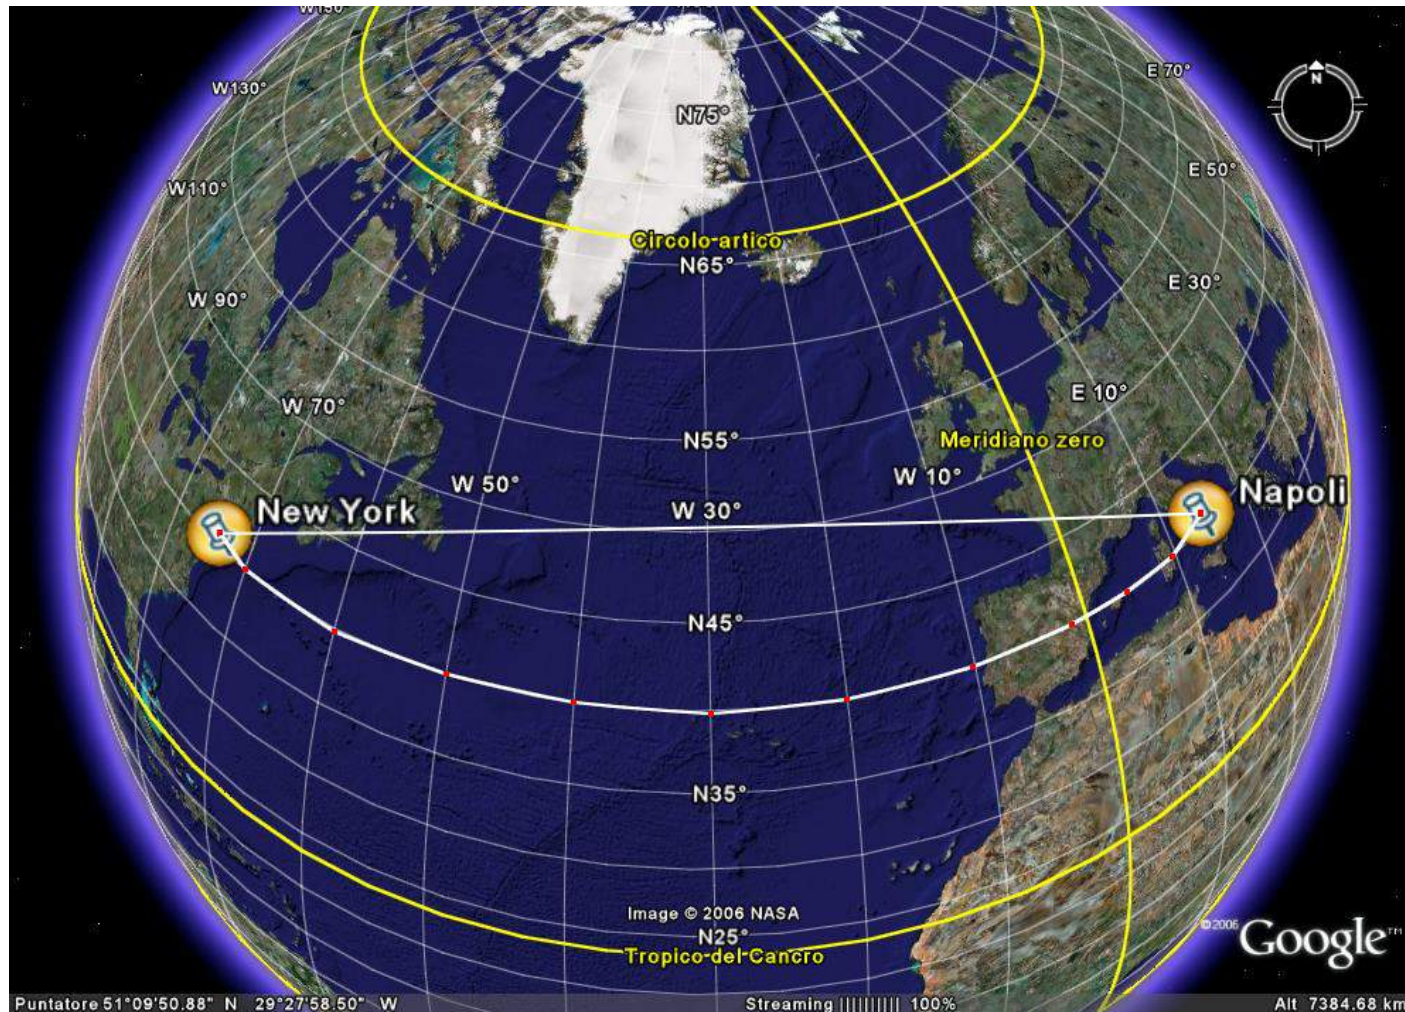 W150°
W130°
E 70°
N75°
W110°
E 50°
Circolo artico
N65°
W 90°
E 30°
W 70°
E 10°
N55°
Meridiano zero
W 50°
W 10°
Napoli
New York
W 30°
N45°
N35°
Image © 2006 NASA
N25°
© 2006 Google™
Tropico del Cancro
Puntatore 51°09'50.88" N 29°27'58.50" W Streaming |||||||||| 100% Alt 7384.68 km
N